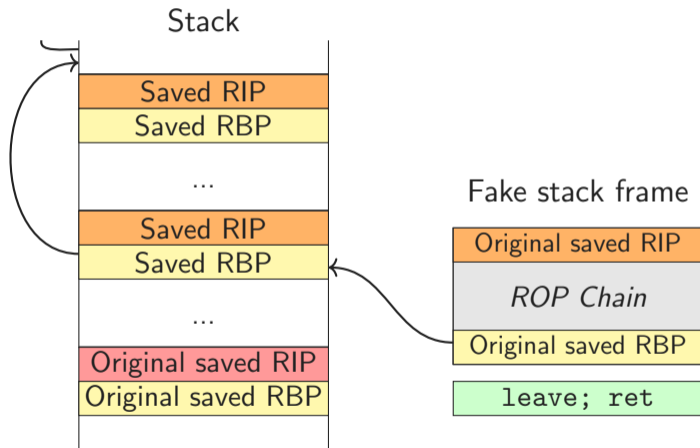 Stack
Saved RIP
Saved RBP
...
Saved RIP
Saved RBP
...
Original saved RIP
Original saved RBP
Fake stack frame
Original saved RIP
ROP Chain
Original saved RBP
leave; ret